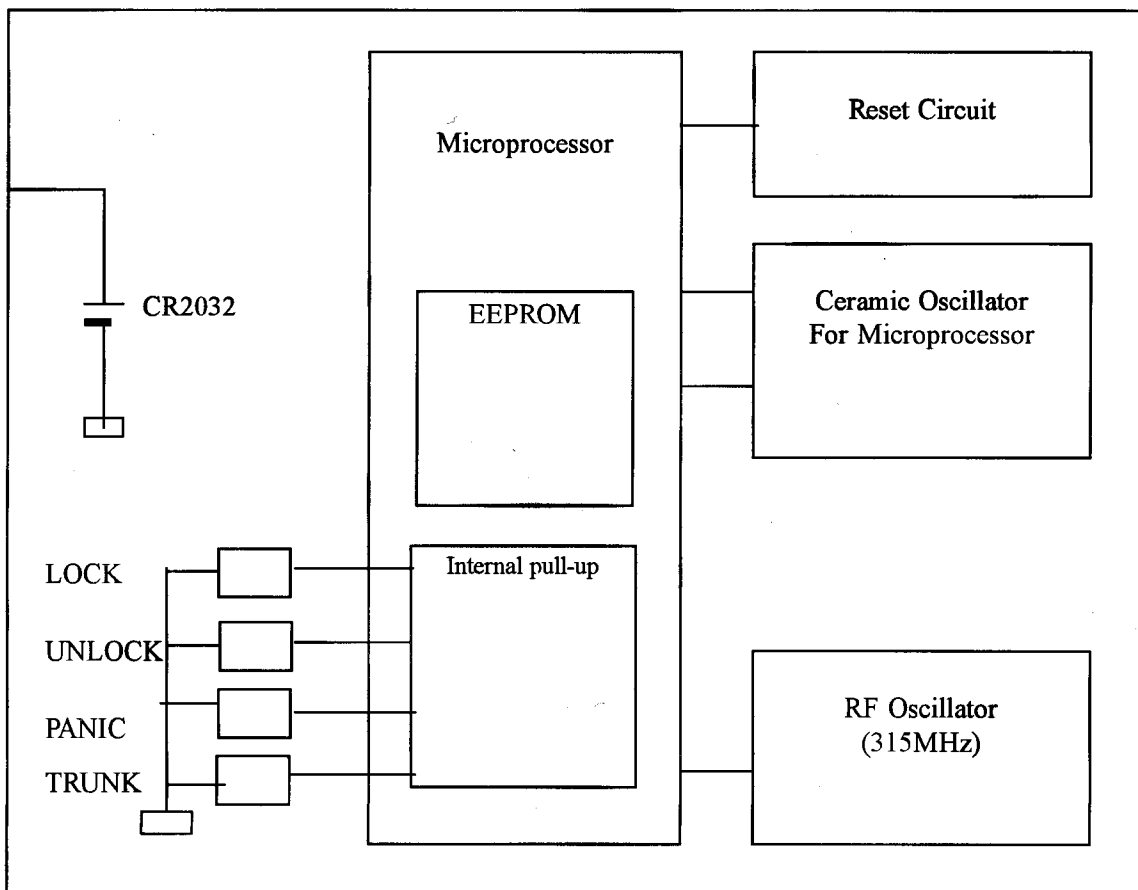 Microprocessor
Reset Circuit
CR2032
EEPROM
Ceramic Oscillator
For Microprocessor
LOCK
UNLOCK
PANIC
TRUNK
Internal pull-up
RF Oscillator
(315MHz)